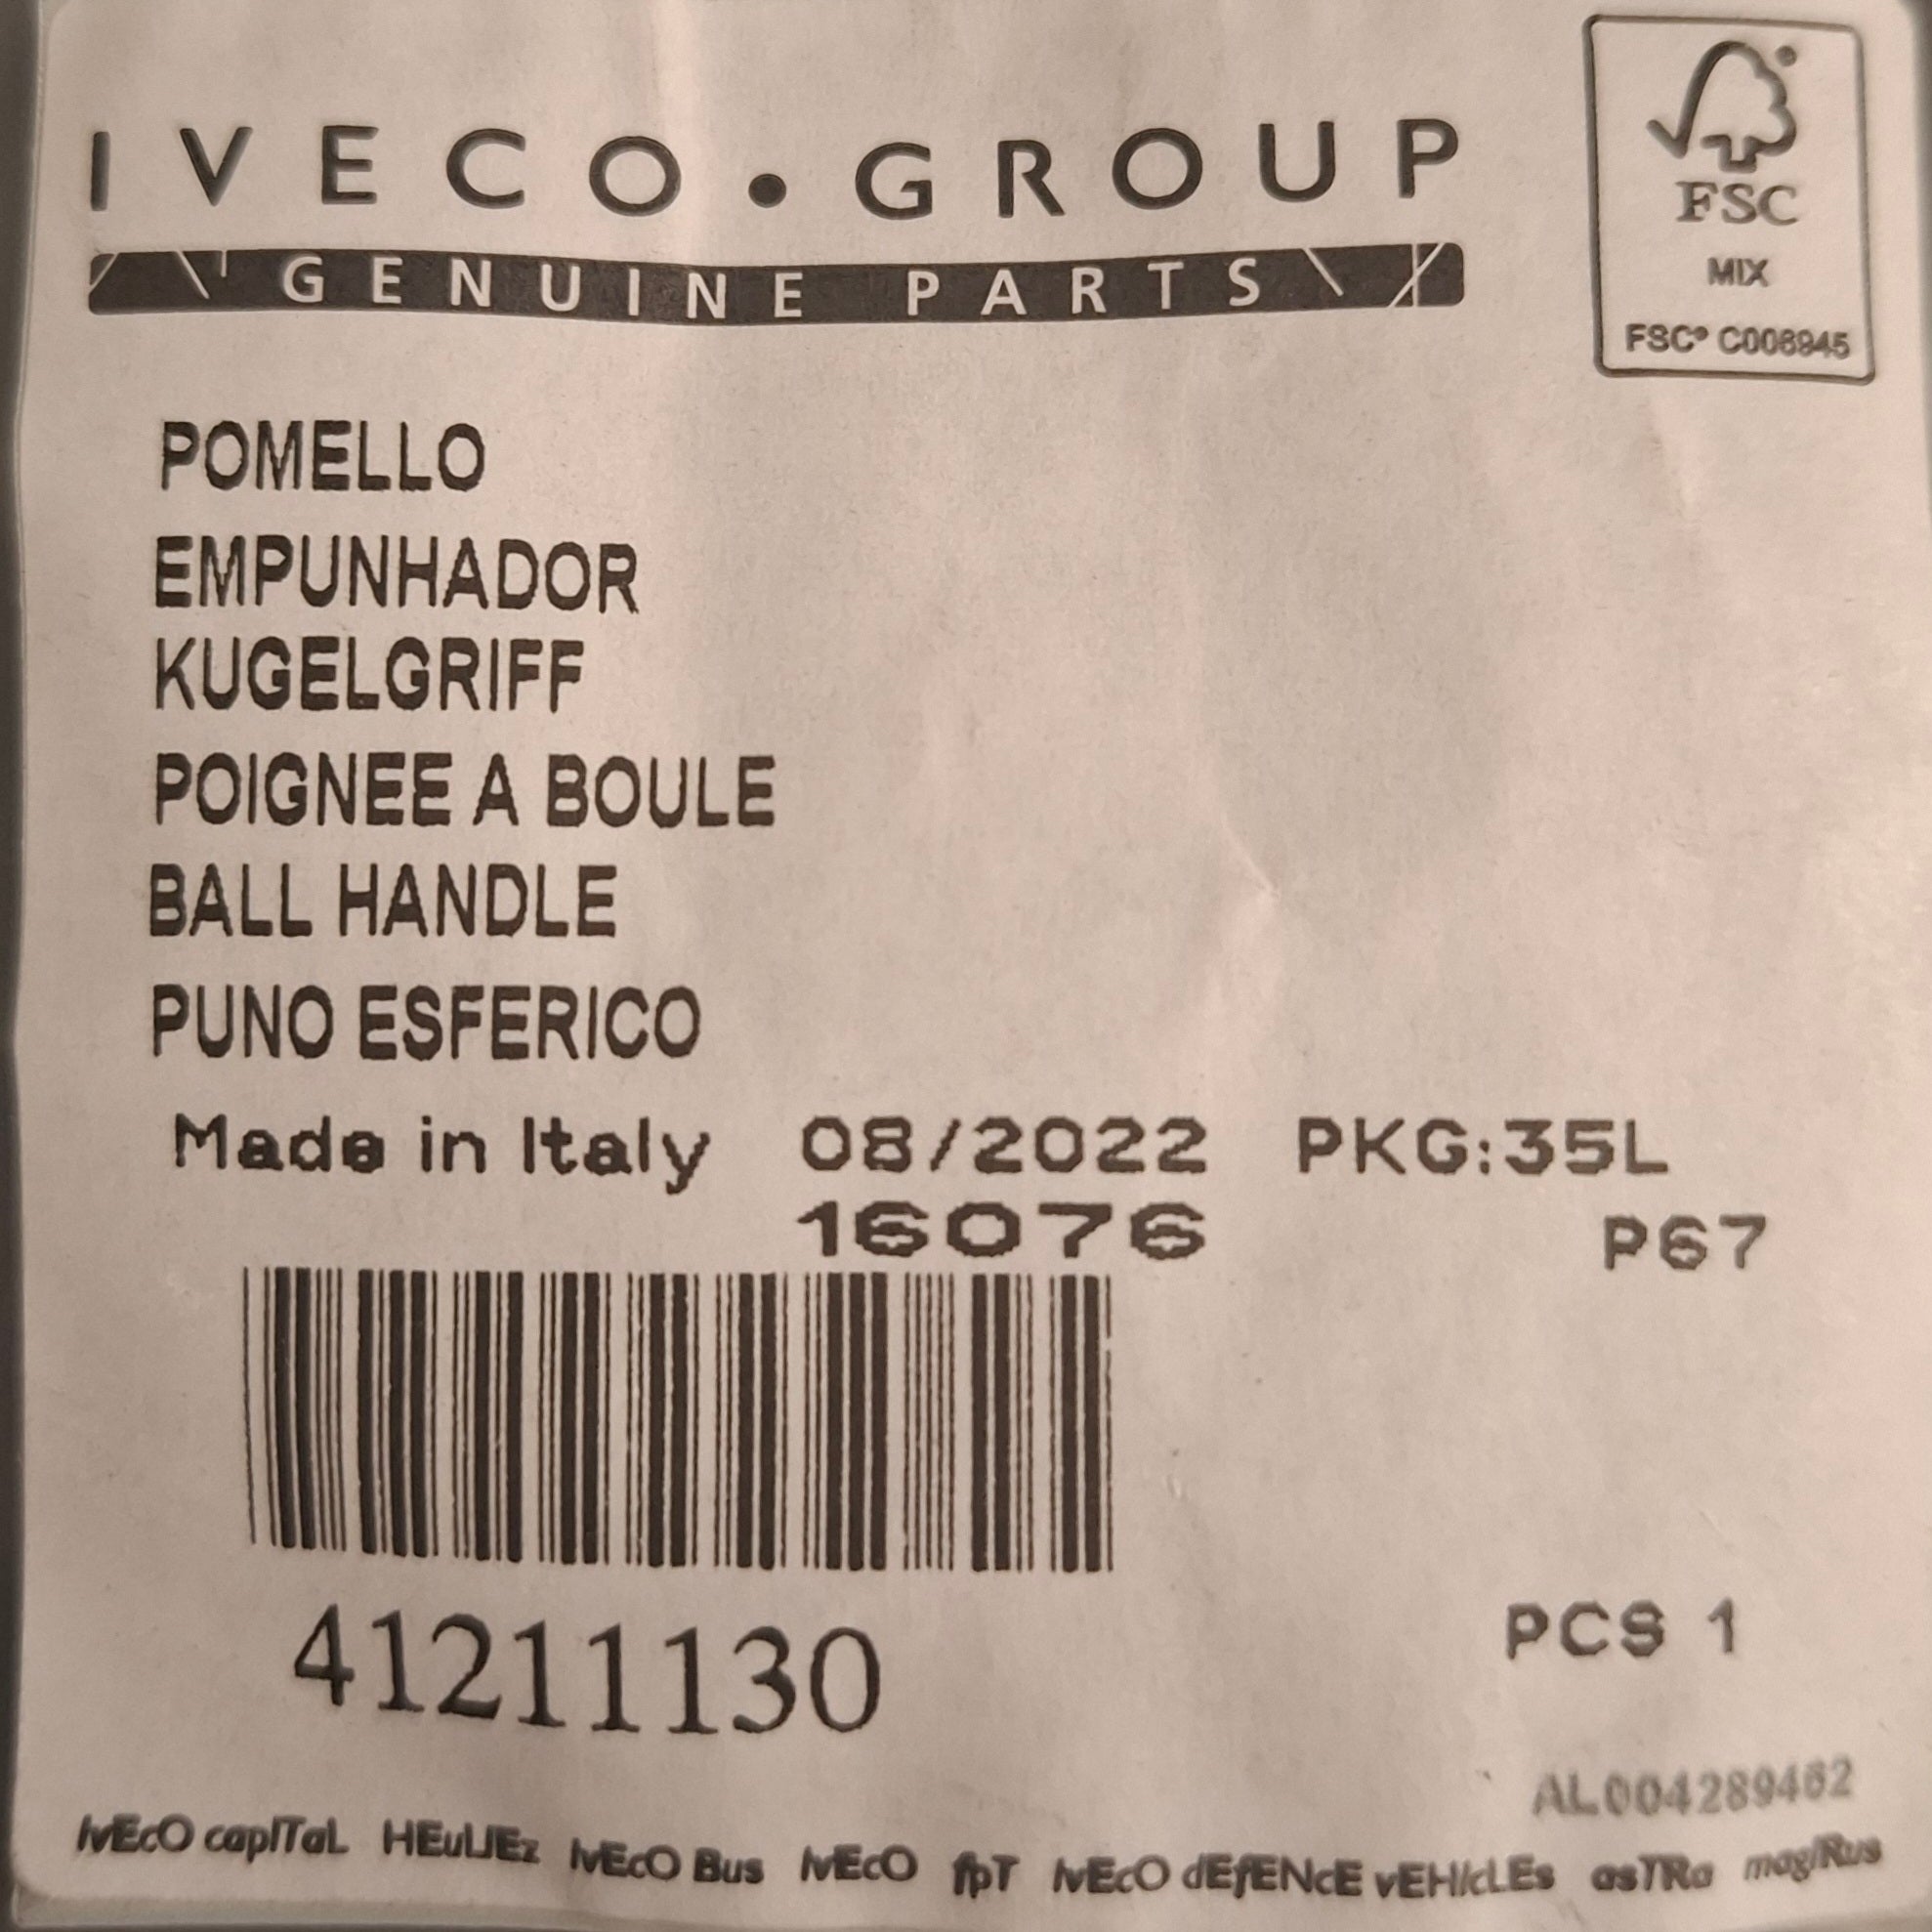 IVECO • GROUP
GENUINE PARTS
FSC
MIX
FSC® C006945
POMELLO
EMPUNHADOR
KUGELGRIFF
POIGNEE A BOULE
BALL HANDLE
PUNO ESFERICO
Made in Italy 08/2022 PKG:35L
16076 P67
41211130
PCS 1
AL004289462
IvEcO capITaL HEuLIEz IvEcO Bus IvEcO fpT IvEcO dEfENcE vEHIcLEs asTRa magIRus